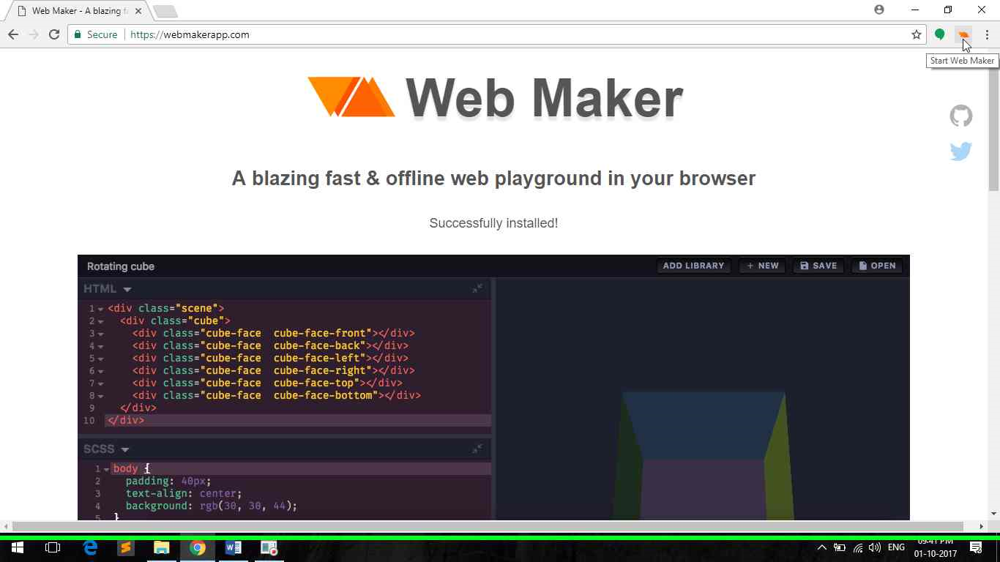 Web Maker - A blazing f
Secure https://webmakerapp.com
Start Web Maker
Web Maker
A blazing fast & offline web playground in your browser
Successfully installed!
Rotating cube ADD LIBRARY + NEW SAVE OPEN
HTML
1 <div class="scene">
2 <div class="cube">
3 <div class="cube-face  cube-face-front"></div>
4 <div class="cube-face  cube-face-back"></div>
5 <div class="cube-face  cube-face-left"></div>
6 <div class="cube-face  cube-face-right"></div>
7 <div class="cube-face  cube-face-top"></div>
8 <div class="cube-face  cube-face-bottom"></div>
9 </div>
10 </div>
SCSS
1 body {
2 padding: 40px;
3 text-align: center;
4 background: rgb(30, 30, 44);
5 }
ENG
09:41 PM
01-10-2017